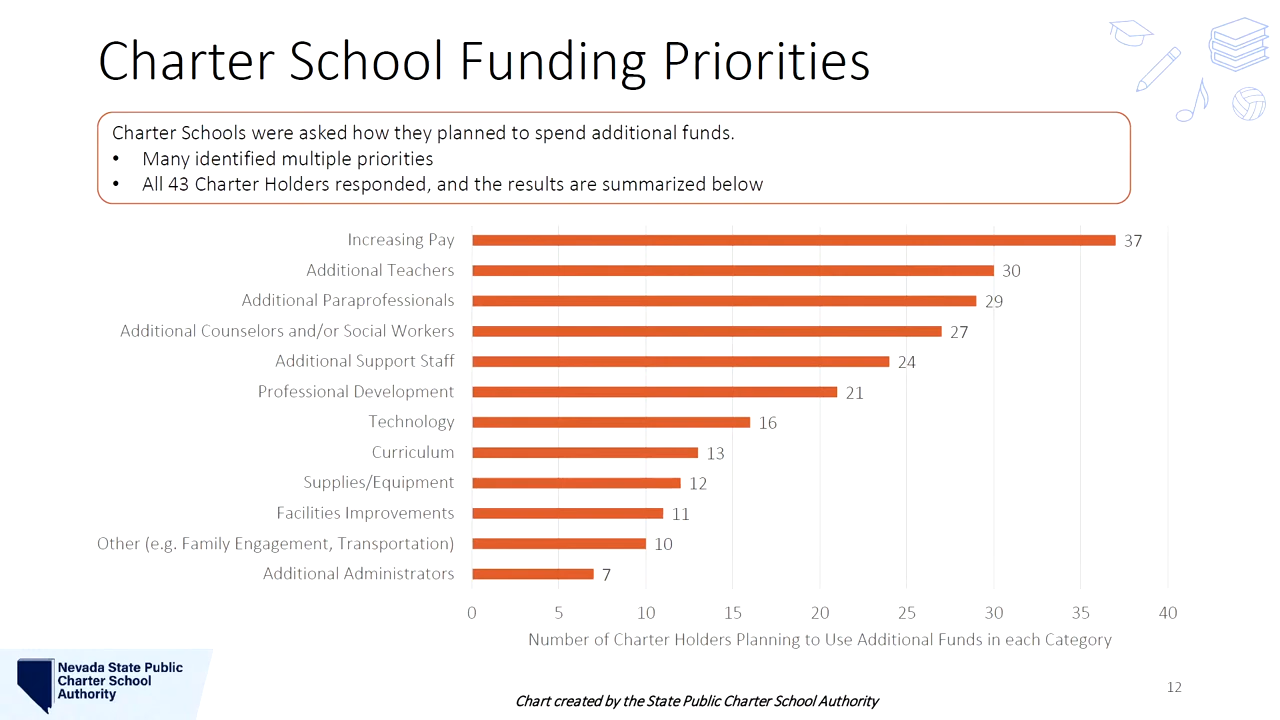 Charter School Funding Priorities
Charter Schools were asked how they planned to spend additional funds.
• Many identified multiple priorities
• All 43 Charter Holders responded, and the results are summarized below
Increasing Pay 37
Additional Teachers 30
Additional Paraprofessionals 29
Additional Counselors and/or Social Workers 27
Additional Support Staff 24
Professional Development 21
Technology 16
Curriculum 13
Supplies/Equipment 12
Facilities Improvements 11
Other (e.g. Family Engagement, Transportation) 10
Additional Administrators 7
0 5 10 15 20 25 30 35 40
Number of Charter Holders Planning to Use Additional Funds in each Category
Nevada State Public
Charter School
Authority
Chart created by the State Public Charter School Authority
12